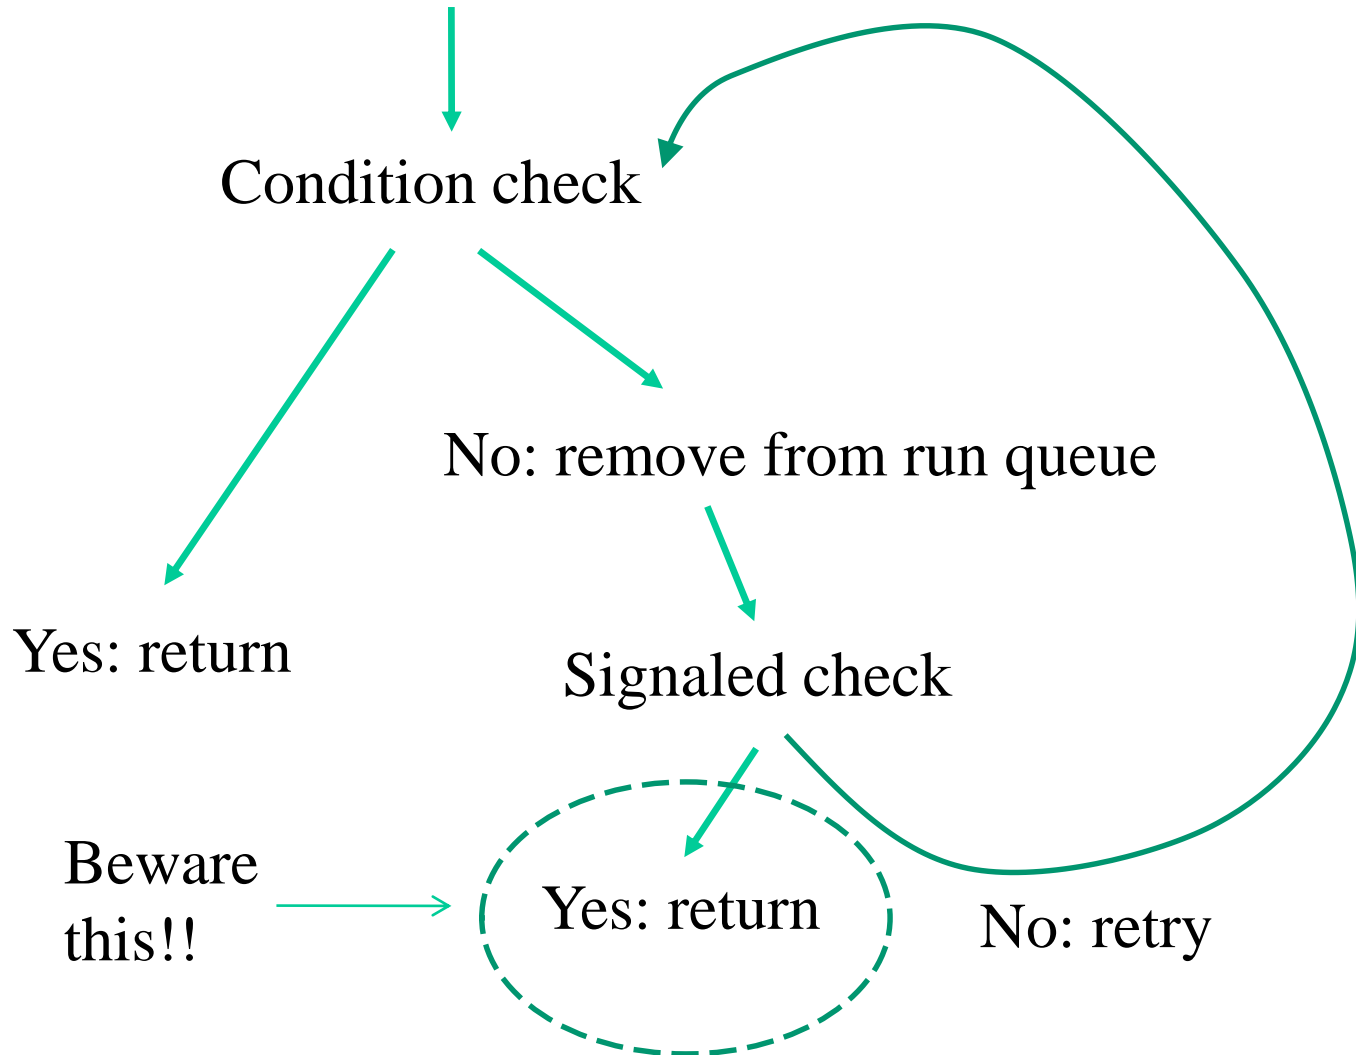 Condition check
No: remove from run queue
Yes: return
Signaled check
Beware
this!!
Yes: return
No: retry